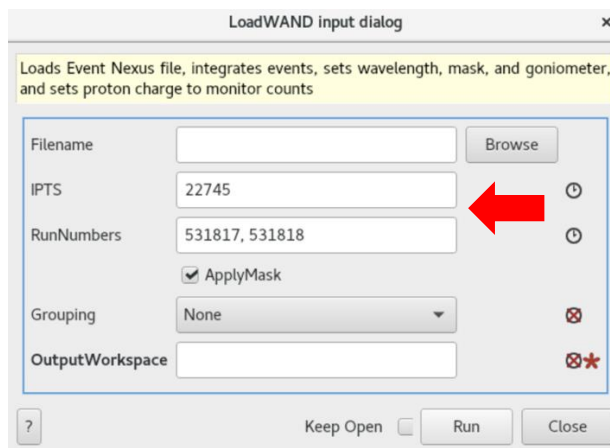 LoadWAND input dialog
Loads Event Nexus file, integrates events, sets wavelength, mask, and goniometer,
and sets proton charge to monitor counts
Filename
Browse
IPTS
22745
RunNumbers
531817, 531818
ApplyMask
Grouping
None
OutputWorkspace
?
Keep Open
Run
Close